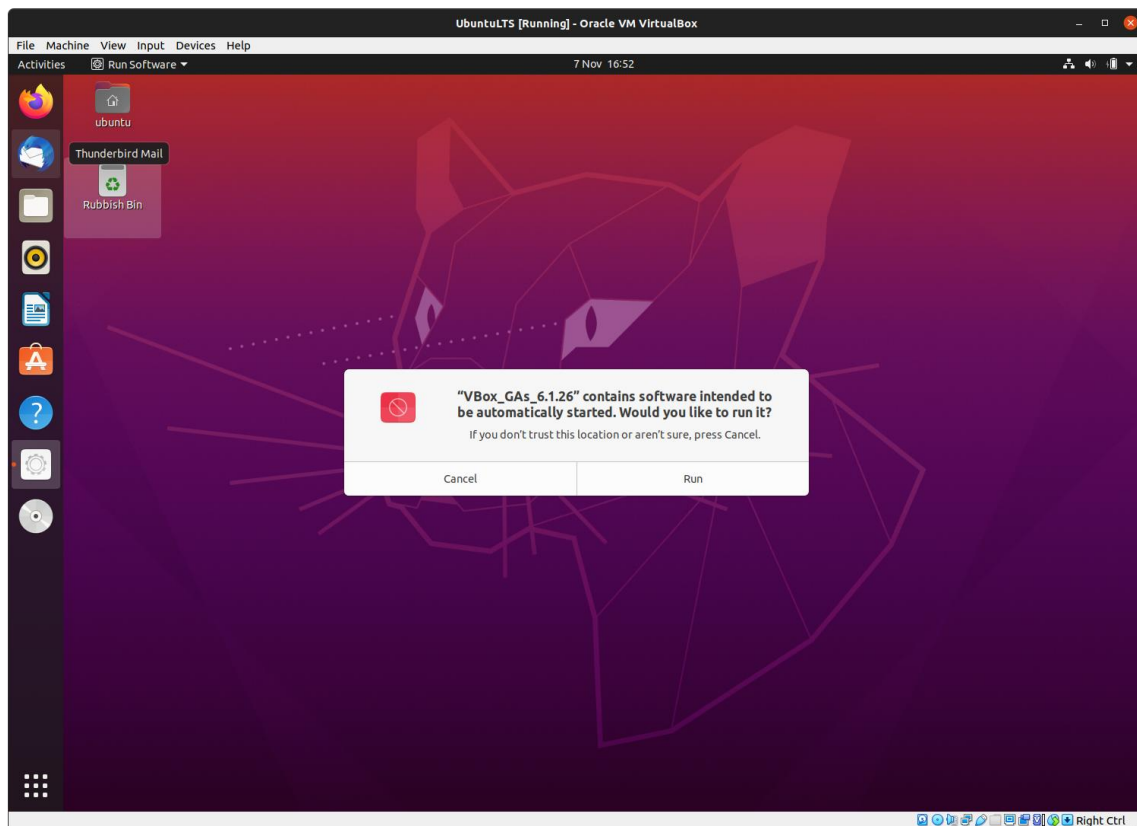 UbuntuLTS [Running] - Oracle VM VirtualBox
File Machine View Input Devices Help
Activities Run Software 7 Nov 16:52
ubuntu
Thunderbird Mail
Rubbish Bin
“VBox_GAs_6.1.26” contains software intended to
be automatically started. Would you like to run it?
If you don’t trust this location or aren’t sure, press Cancel.
Cancel Run
Right Ctrl